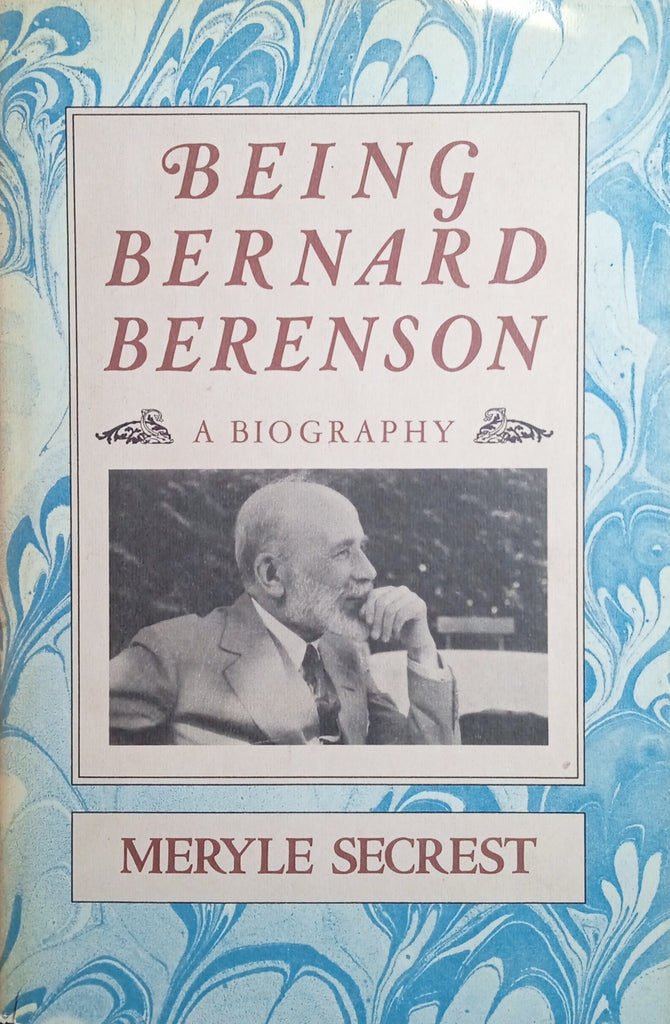 BEING
BERNARD
BERENSON
A BIOGRAPHY
MERYLE SECREST